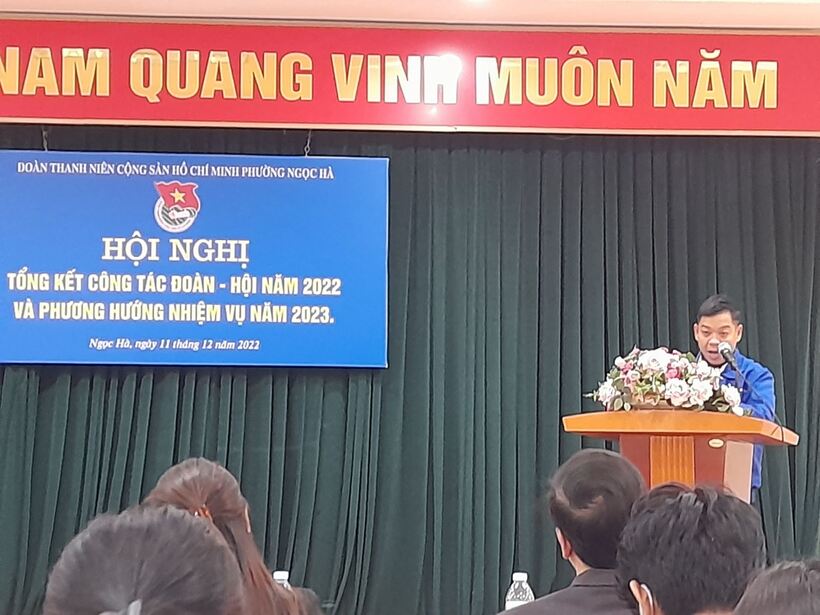 NAM QUANG VINH MUÔN NĂM
ĐOÀN THANH NIÊN CỘNG SẢN HỒ CHÍ MINH PHƯỜNG NGỌC HÀ
HỘI NGHỊ
TỔNG KẾT CÔNG TÁC ĐOÀN - HỘI NĂM 2022
VÀ PHƯƠNG HƯỚNG NHIỆM VỤ NĂM 2023.
Ngọc Hà, ngày 11 tháng 12 năm 2022